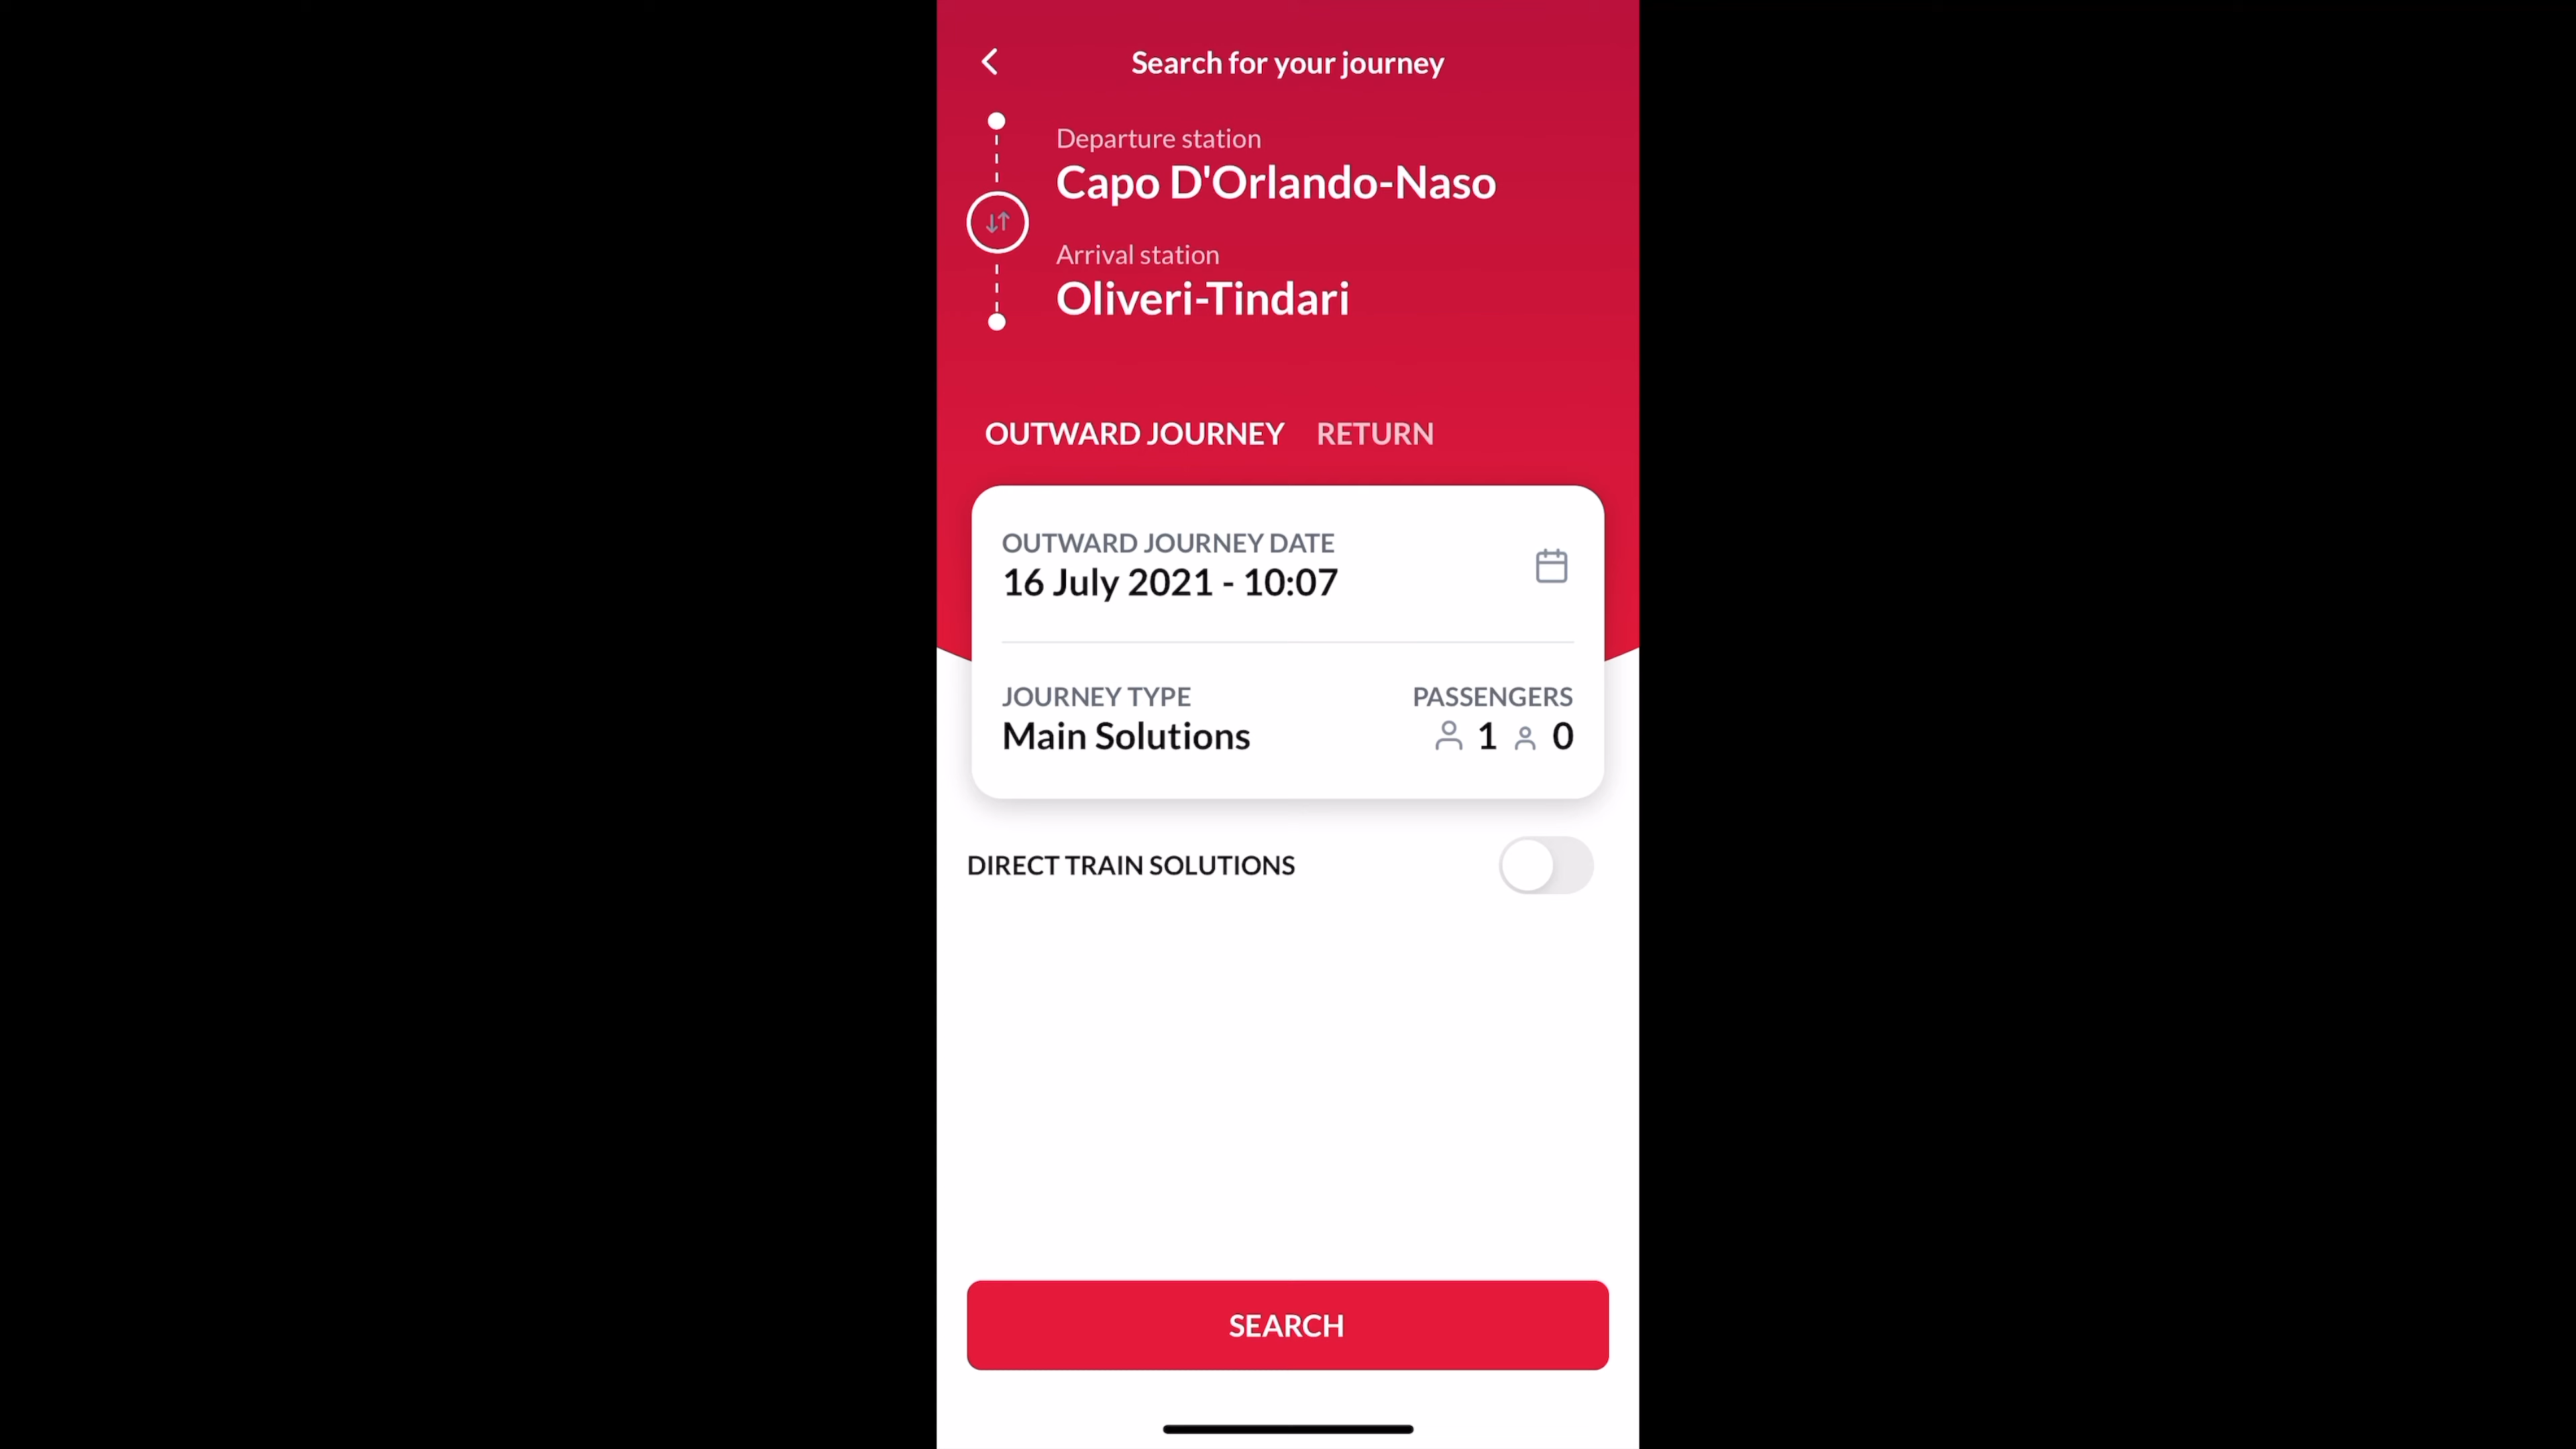 Search for your journey
Departure station
Capo D'Orlando-Naso
Arrival station
Oliveri-Tindari
OUTWARD JOURNEY RETURN
OUTWARD JOURNEY DATE
16 July 2021 - 10:07
JOURNEY TYPE PASSENGERS
Main Solutions 1 0
DIRECT TRAIN SOLUTIONS
SEARCH